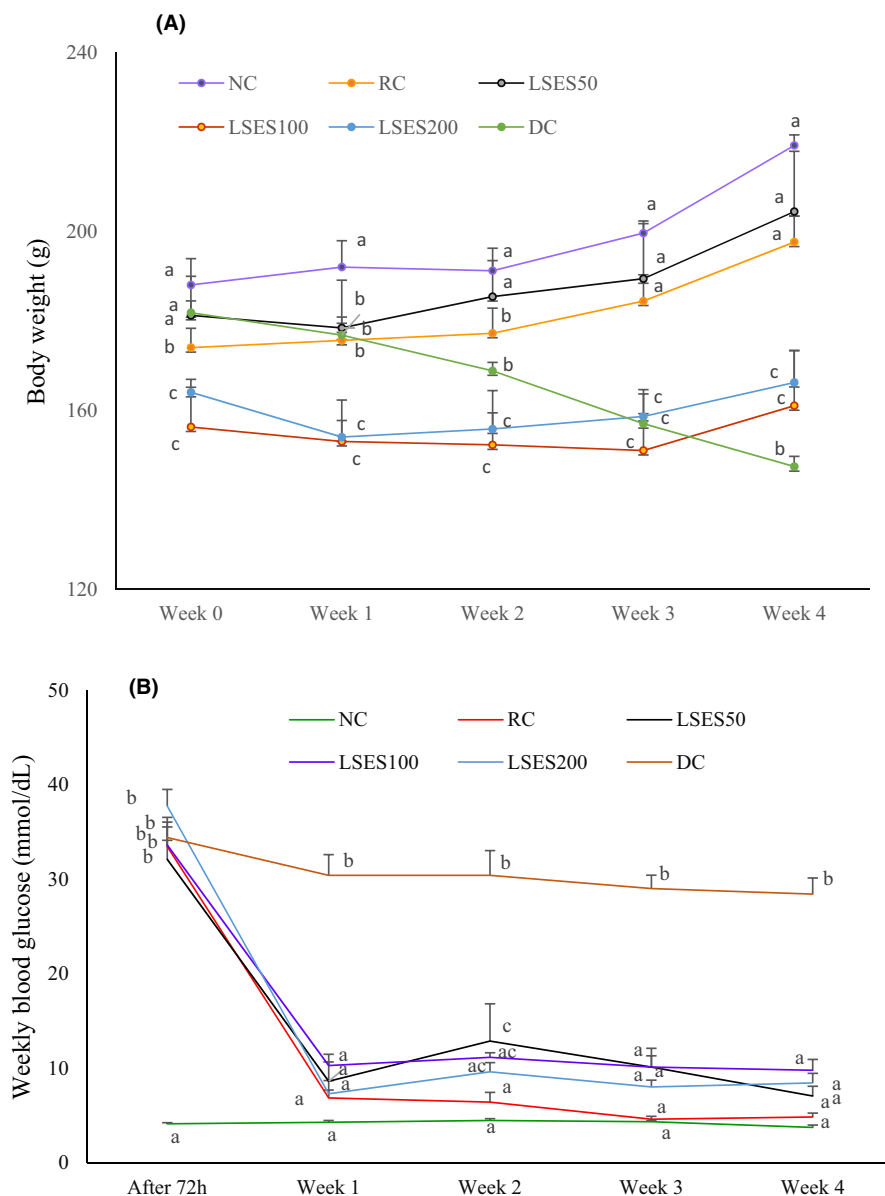 (A)
240
NC RC LSES50
LSES100 LSES200 DC
a
a
a
a
a
a
200
a
a
a
a
a
b
a
a
b
b
b
b
b
Body weight (g)
c
c
c
160
c
c
c
c
c
b
c
c
c
120
Week 0 Week 1 Week 2 Week 3 Week 4
(B)
50
NC RC LSES50
LSES100 LSES200 DC
40
b
b
b
b
b
b
b
b
b
30
Weekly blood glucose (mmol/dL)
20
c
a
ac
a
a
a
a
10
a
ac
a
a
a
a
a
a
a
a
a
a
a
a
0
After 72h Week 1 Week 2 Week 3 Week 4